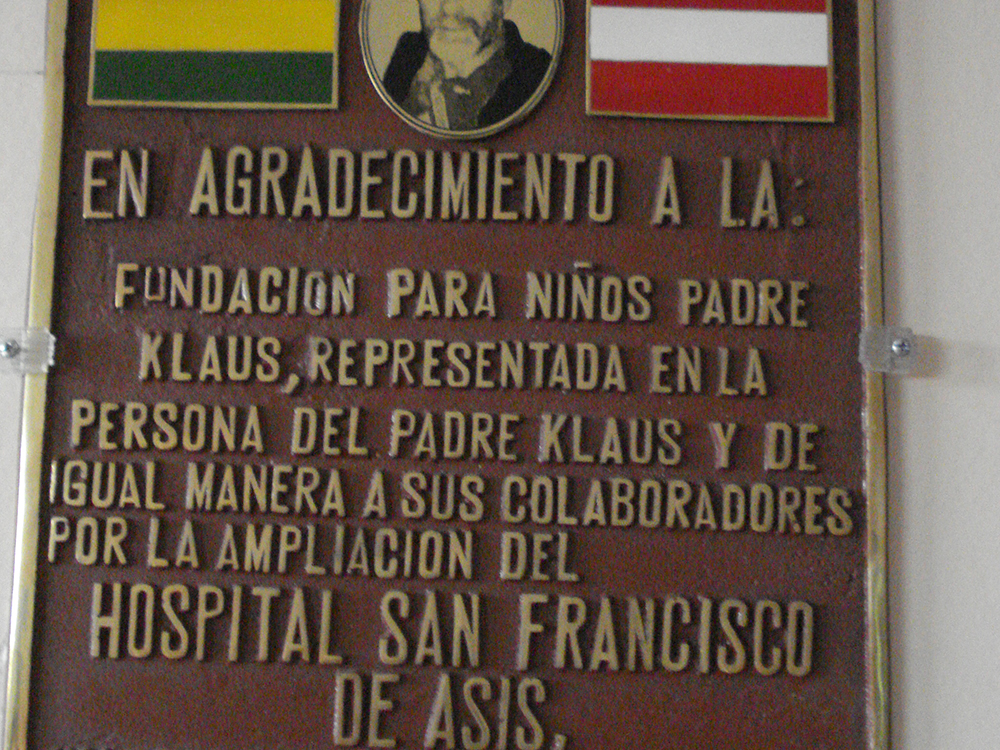 EN AGRADECIMIENTO A LA:
FUNDACION PARA NIÑOS PADRE
KLAUS, REPRESENTADA EN LA
PERSONA DEL PADRE KLAUS Y DE
IGUAL MANERA A SUS COLABORADORES
POR LA AMPLIACION DEL
HOSPITAL SAN FRANCISCO
DE ASIS,